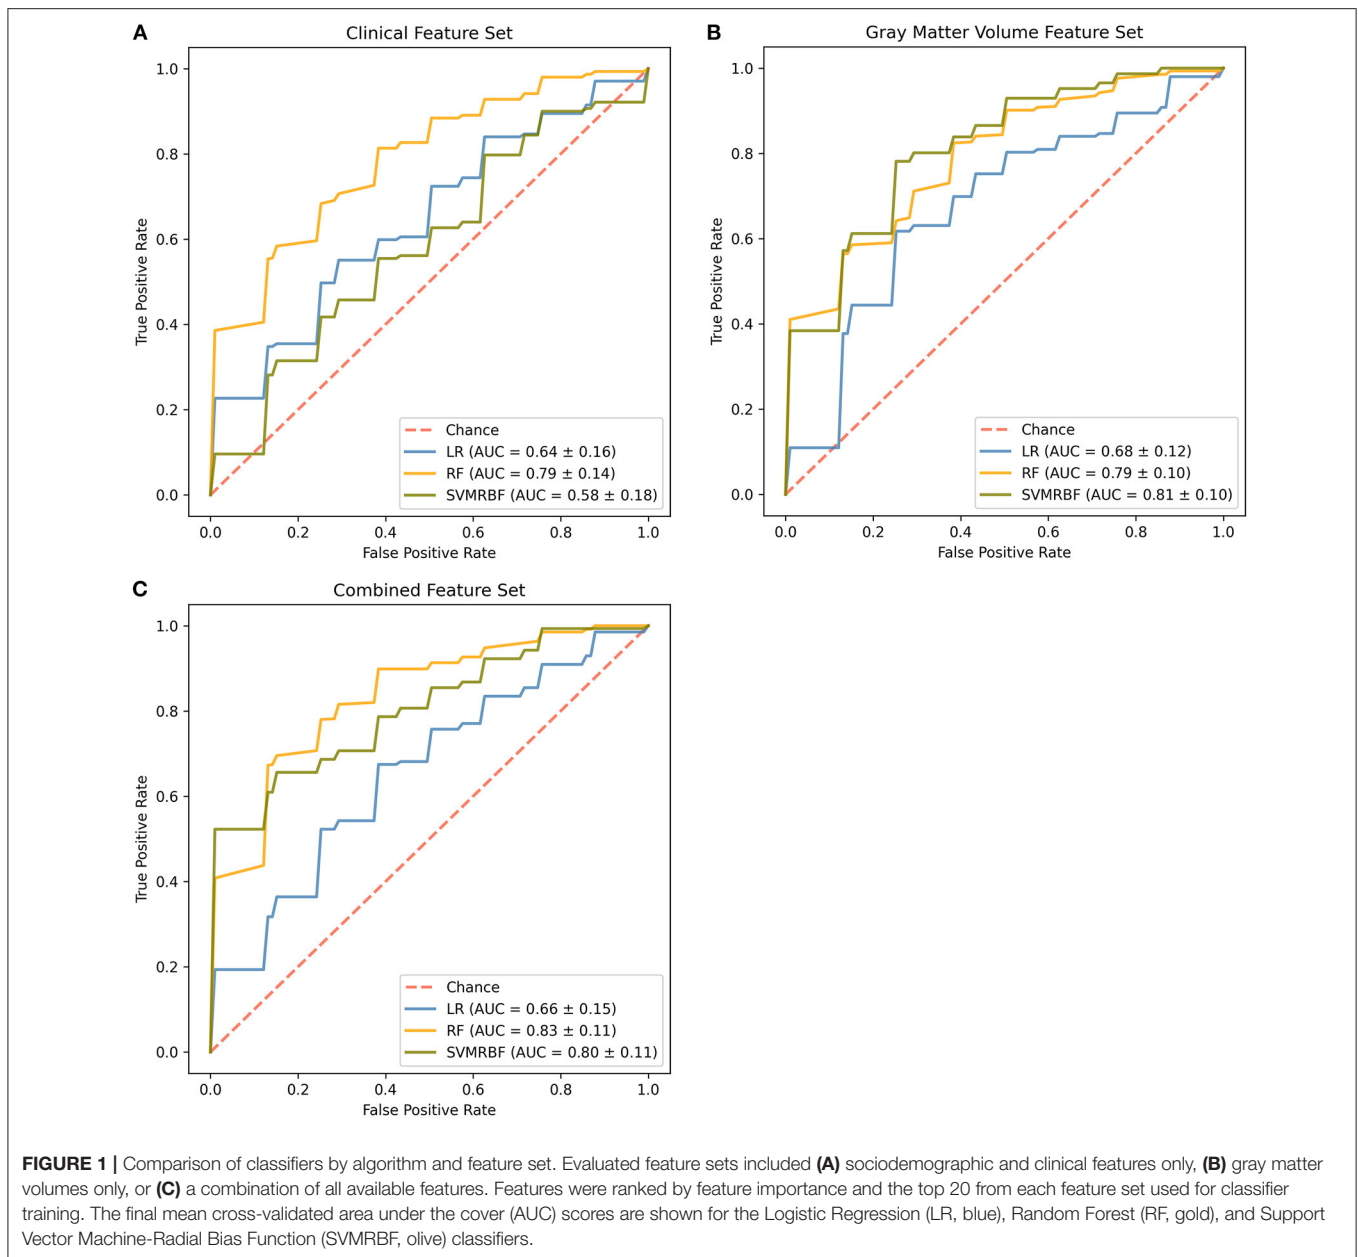 A
Clinical Feature Set
1.0
0.8
0.6
0.4
0.2
0.0
True Positive Rate
Chance
LR (AUC = 0.64 ± 0.16)
RF (AUC = 0.79 ± 0.14)
SVMRBF (AUC = 0.58 ± 0.18)
0.0 0.2 0.4 0.6 0.8 1.0
False Positive Rate
B
Gray Matter Volume Feature Set
1.0
0.8
0.6
0.4
0.2
0.0
True Positive Rate
Chance
LR (AUC = 0.68 ± 0.12)
RF (AUC = 0.79 ± 0.10)
SVMRBF (AUC = 0.81 ± 0.10)
0.0 0.2 0.4 0.6 0.8 1.0
False Positive Rate
C
Combined Feature Set
1.0
0.8
0.6
0.4
0.2
0.0
True Positive Rate
Chance
LR (AUC = 0.66 ± 0.15)
RF (AUC = 0.83 ± 0.11)
SVMRBF (AUC = 0.80 ± 0.11)
0.0 0.2 0.4 0.6 0.8 1.0
False Positive Rate
FIGURE 1 | Comparison of classifiers by algorithm and feature set. Evaluated feature sets included (A) sociodemographic and clinical features only, (B) gray matter
volumes only, or (C) a combination of all available features. Features were ranked by feature importance and the top 20 from each feature set used for classifier
training. The final mean cross-validated area under the cover (AUC) scores are shown for the Logistic Regression (LR, blue), Random Forest (RF, gold), and Support
Vector Machine-Radial Bias Function (SVMRBF, olive) classifiers.